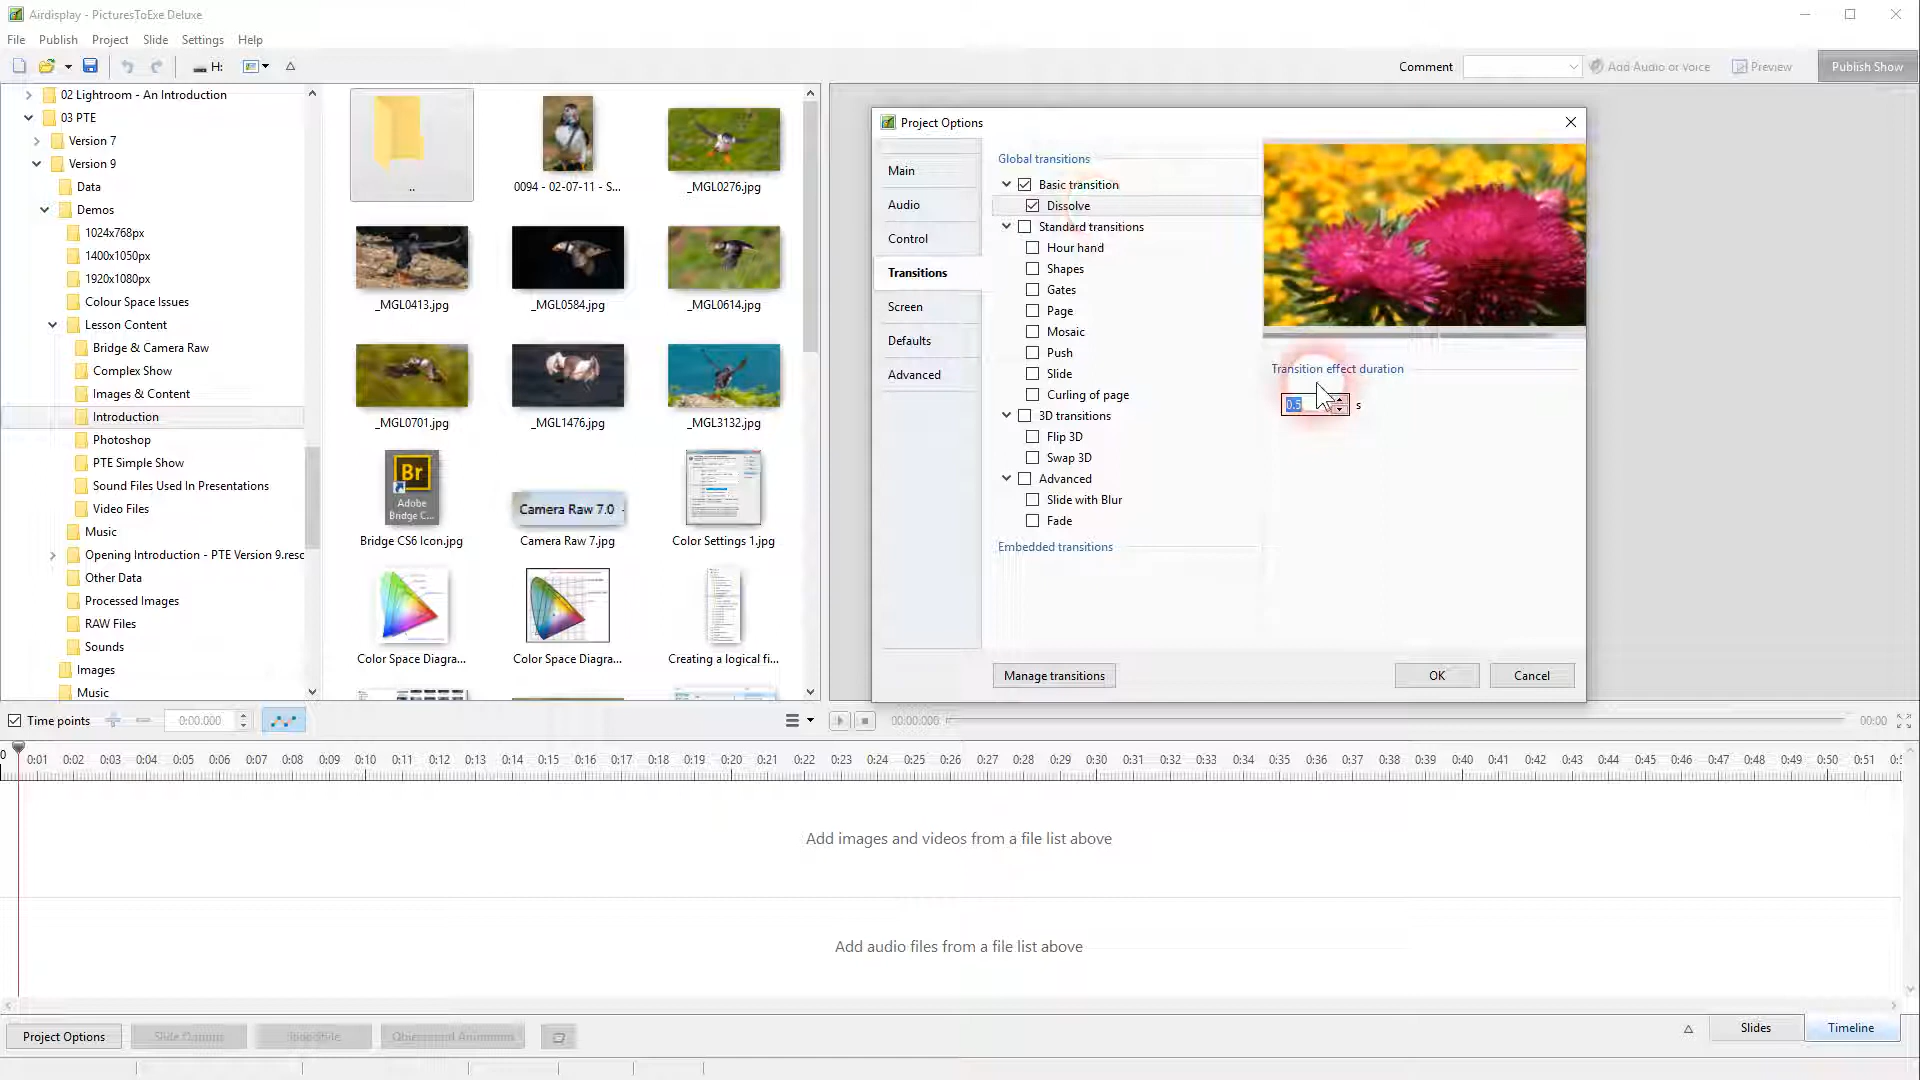 Airdisplay - PicturesToExe Deluxe
File Publish Project Slide Settings Help
H:
Comment
Add Audio or Voice
Preview
Publish Show
02 Lightroom - An Introduction
03 PTE
Version 7
Version 9
Data
Demos
1024x768px
1400x1050px
1920x1080px
Colour Space Issues
Lesson Content
Bridge & Camera Raw
Complex Show
Images & Content
Introduction
Photoshop
PTE Simple Show
Sound Files Used In Presentations
Video Files
Music
Opening Introduction - PTE Version 9.resc
Other Data
Processed Images
RAW Files
Sounds
Images
Music
..
0094 - 02-07-11 - S...
_MGL0276.jpg
_MGL0413.jpg
_MGL0584.jpg
_MGL0614.jpg
_MGL0701.jpg
_MGL1476.jpg
_MGL3132.jpg
Br
Adobe
Bridge C...
Camera Raw 7.0
Bridge CS6 Icon.jpg
Camera Raw 7.jpg
Color Settings 1.jpg
Color Space Diagra...
Color Space Diagra...
Creating a logical fi...
Project Options
Main
Audio
Control
Transitions
Screen
Defaults
Advanced
Global transitions
Basic transition
Dissolve
Standard transitions
Hour hand
Shapes
Gates
Page
Mosaic
Push
Slide
Curling of page
3D transitions
Flip 3D
Swap 3D
Advanced
Slide with Blur
Fade
Embedded transitions
Transition effect duration
0.5 s
Manage transitions
OK
Cancel
Time points
0:00.000
00:00.000
00:00
0 0:01 0:02 0:03 0:04 0:05 0:06 0:07 0:08 0:09 0:10 0:11 0:12 0:13 0:14 0:15 0:16 0:17 0:18 0:19 0:20 0:21 0:22 0:23 0:24 0:25 0:26 0:27 0:28 0:29 0:30 0:31 0:32 0:33 0:34 0:35 0:36 0:37 0:38 0:39 0:40 0:41 0:42 0:43 0:44 0:45 0:46 0:47 0:48 0:49 0:50 0:51
Add images and videos from a file list above
Add audio files from a file list above
Project Options
Slides
Timeline